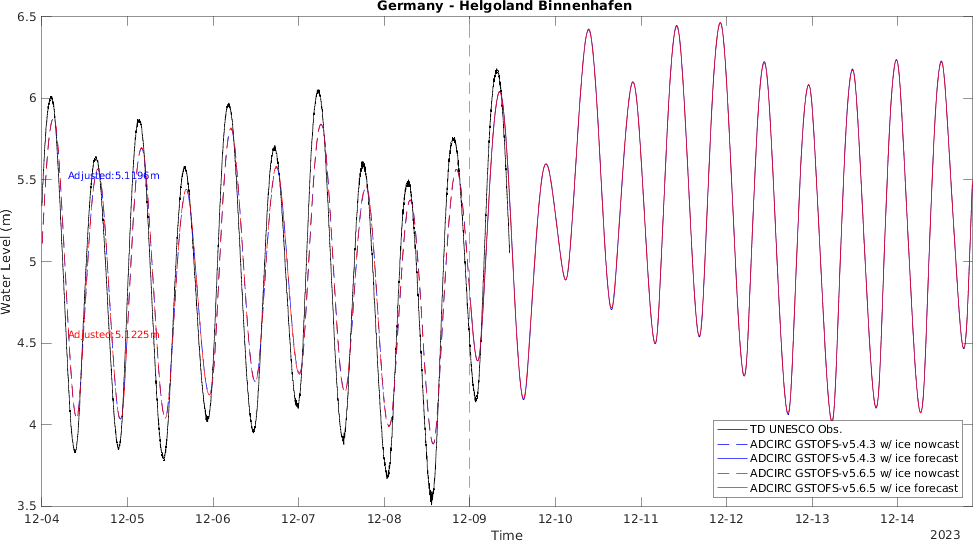 Germany - Helgoland Binnenhafen
6.5
6
5.5
5
4.5
4
3.5
Water Level (m)
Adjusted:5.1196m
Adjusted:5.1225m
TD UNESCO Obs.
ADCIRC GSTOFS-v5.4.3 w/ ice nowcast
ADCIRC GSTOFS-v5.4.3 w/ ice forecast
ADCIRC GSTOFS-v5.6.5 w/ ice nowcast
ADCIRC GSTOFS-v5.6.5 w/ ice forecast
12-04 12-05 12-06 12-07 12-08 12-09 12-10 12-11 12-12 12-13 12-14
Time
2023